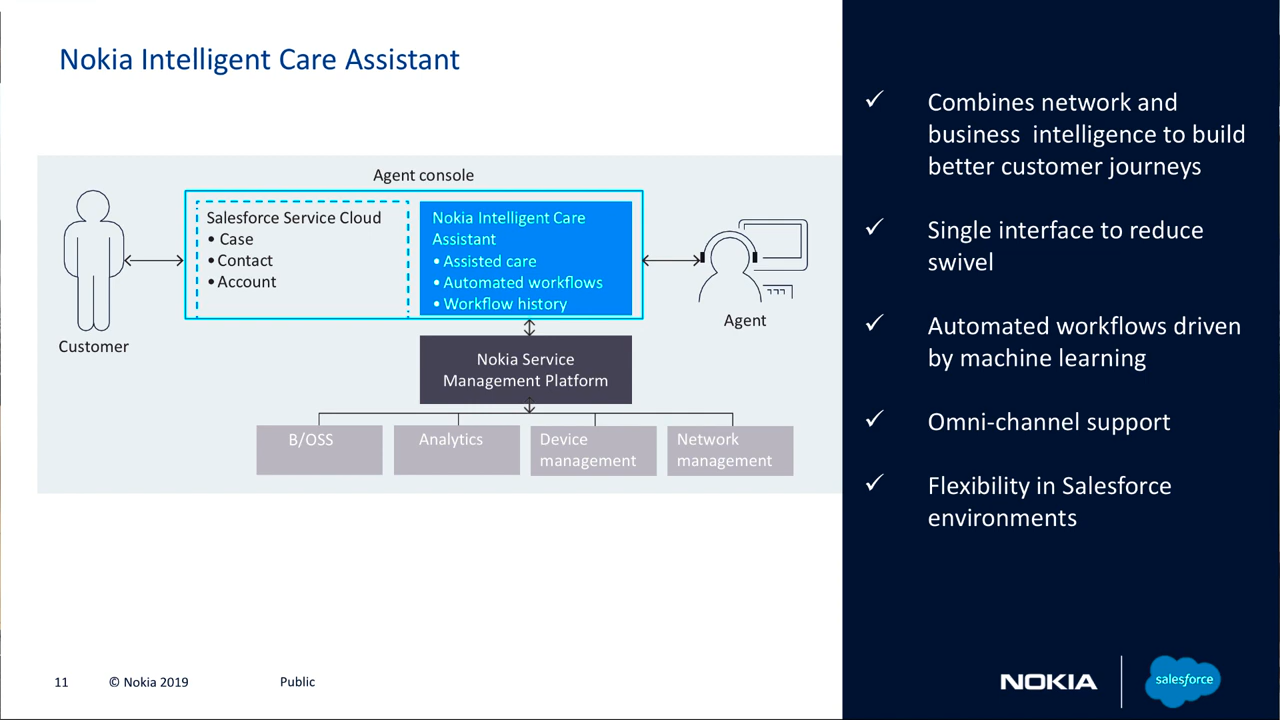 Nokia Intelligent Care Assistant
Agent console
Customer
Salesforce Service Cloud
• Case
• Contact
• Account
Nokia Intelligent Care
Assistant
• Assisted care
• Automated workflows
• Workflow history
Agent
Nokia Service
Management Platform
B/OSS
Analytics
Device
management
Network
management
✓ Combines network and
business intelligence to build
better customer journeys
✓ Single interface to reduce
swivel
✓ Automated workflows driven
by machine learning
✓ Omni-channel support
✓ Flexibility in Salesforce
environments
11 © Nokia 2019 Public
NOKIA
salesforce